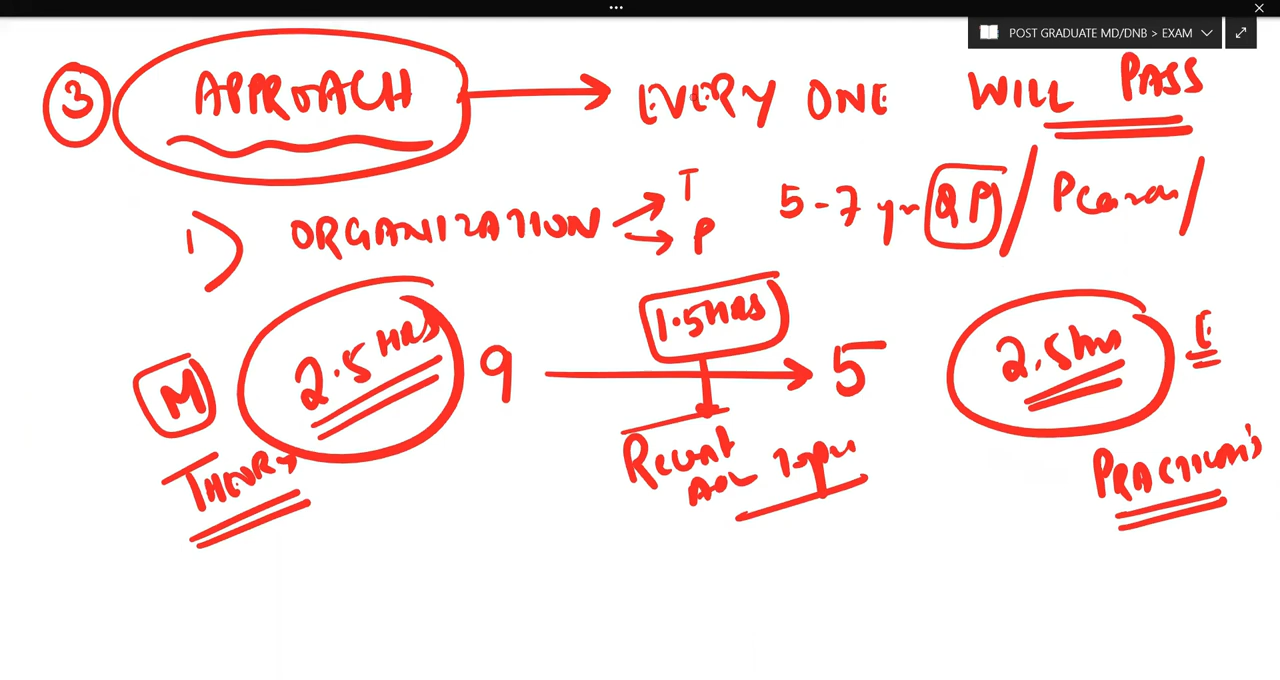 POST GRADUATE MD/DNB > EXAM
3 APPROACH → EVERY ONE WILL PASS
1) ORGANIZATION T P 5-7 yr QP /
1.5 HRS
M 2.5 HRS 9 → 5 2.5 hrs E
THEORY Recent
PRACTICAL'S